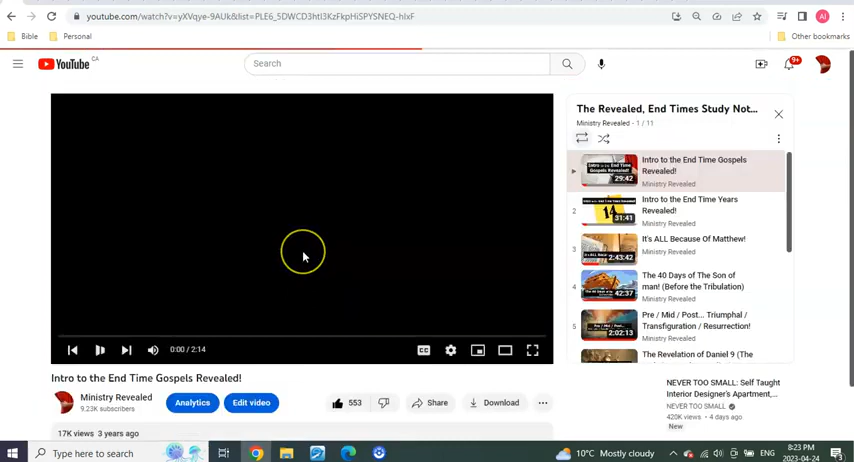 youtube.com/watch?v=yXVqye-9AUk&list=PLE6_5DWCD3htI3KzFkpHiSPYSNEQ-hIxF
AI
Bible
Personal
Other bookmarks
YouTube CA
Search
9+
The Revealed, End Times Study Not...
Ministry Revealed - 1 / 11
Intro to the End Time Gospels
Revealed!
Ministry Revealed
29:42
2
Intro to the End Time Years
Revealed!
Ministry Revealed
14
31:41
3
It's ALL Because Of Matthew!
Ministry Revealed
2:43:42
4
The 40 Days of The Son of
man! (Before the Tribulation)
Ministry Revealed
42:37
5
Pre / Mid / Post... Triumphal /
Transfiguration / Resurrection!
Ministry Revealed
2:02:13
The Revelation of Daniel 9 (The
0:00 / 2:14
CC
Intro to the End Time Gospels Revealed!
Ministry Revealed
9.23K subscribers
Analytics
Edit video
553
Share
Download
17K views 3 years ago
NEVER TOO SMALL: Self Taught
Interior Designer's Apartment,...
NEVER TOO SMALL
420K views • 4 days ago
New
Type here to search
10°C Mostly cloudy
ENG
8:23 PM
2023-04-24
3